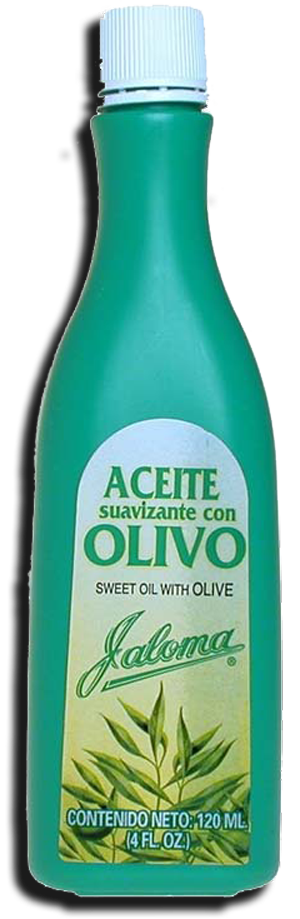 ACEITE
suavizante con
OLIVO
SWEET OIL WITH OLIVE
Jaloma®
CONTENIDO NETO: 120 ML.
(4 FL. OZ.)